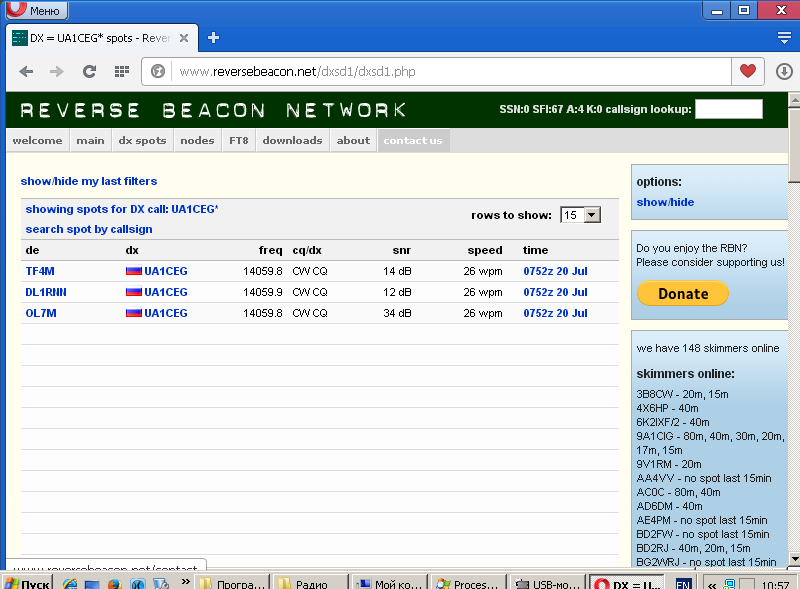 Меню
DX = UA1CEG* spots - Rever
www.reversebeacon.net/dxsd1/dxsd1.php
REVERSE BEACON NETWORK
SSN:0 SFI:67 A:4 K:0 callsign lookup:
welcome main dx spots nodes FT8 downloads about contact us
show/hide my last filters
showing spots for DX call: UA1CEG*
search spot by callsign
rows to show: 15
de dx freq cq/dx snr speed time
TF4M UA1CEG 14059.8 CW CQ 14 dB 26 wpm 0752z 20 Jul
DL1RNN UA1CEG 14059.9 CW CQ 12 dB 26 wpm 0752z 20 Jul
OL7M UA1CEG 14059.8 CW CQ 34 dB 26 wpm 0752z 20 Jul
options:
show/hide
Do you enjoy the RBN?
Please consider supporting us!
Donate
we have 148 skimmers online
skimmers online:
3B8CW - 20m, 15m
4X6HP - 40m
6K2IXF/2 - 40m
9A1CIG - 80m, 40m, 30m, 20m,
17m, 15m
9V1RM - 20m
AA4VV - no spot last 15min
AC0C - 80m, 40m
AD6DM - 40m
AE4PM - no spot last 15min
BD2FW - no spot last 15min
BD2RJ - 40m, 20m, 15m
BG2WRJ - no spot last 15min
www.reversebeacon.net/contact
Пуск » Програ... Радио Мой ко... Proces... USB-мо... DX = U... EN « 10:57